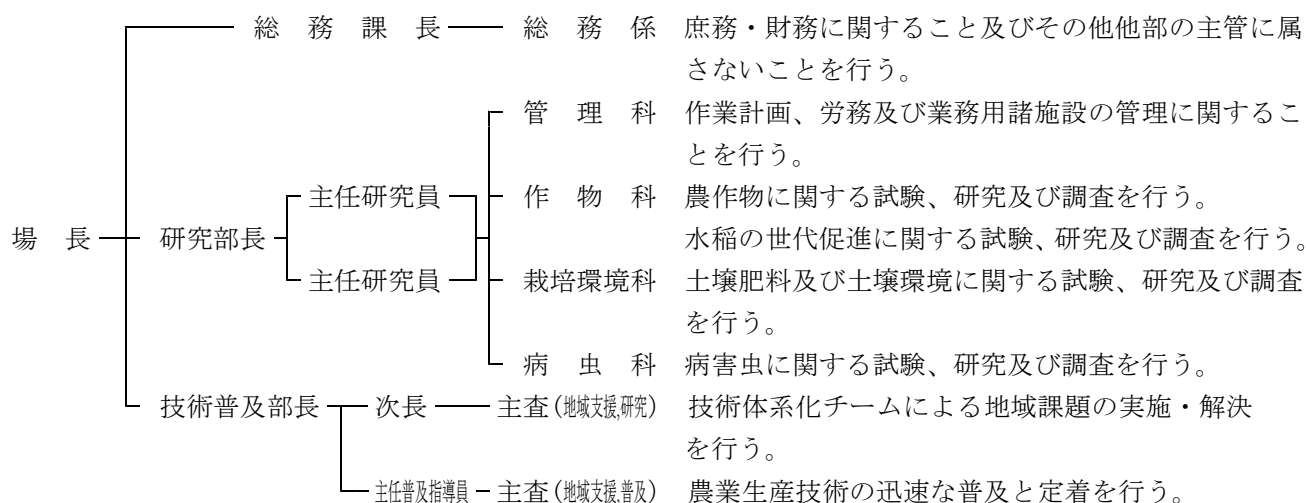 総務課長 総務係 庶務・財務に関すること及びその他他部の主管に属
さないことを行う。
管理科 作業計画、労務及び業務用諸施設の管理に関するこ
とを行う。
主任研究員 作物科 農作物に関する試験、研究及び調査を行う。
場長 研究部長 水稲の世代促進に関する試験、研究及び調査を行う。
主任研究員 栽培環境科 土壌肥料及び土壌環境に関する試験、研究及び調査
を行う。
病虫科 病害虫に関する試験、研究及び調査を行う。
技術普及部長 次長 主査(地域支援,研究) 技術体系化チームによる地域課題の実施・解決
を行う。
主任普及指導員 主査(地域支援,普及) 農業生産技術の迅速な普及と定着を行う。